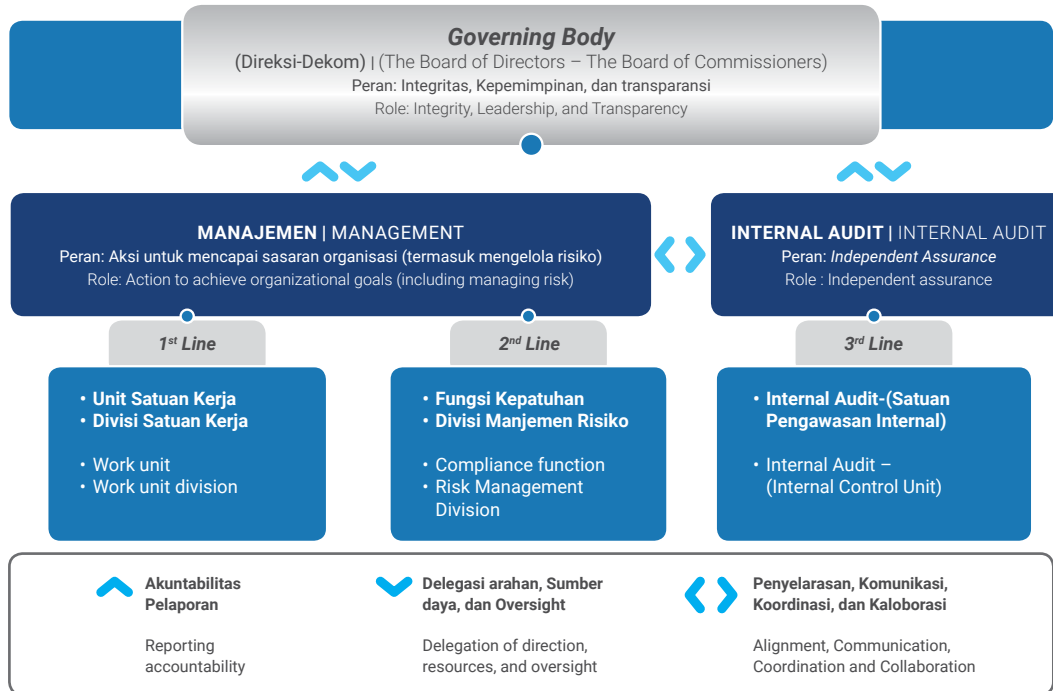 Governing Body
(Direksi-Dekom) | (The Board of Directors – The Board of Commissioners)
Peran: Integritas, Kepemimpinan, dan transparansi
Role: Integrity, Leadership, and Transparency
MANAJEMEN | MANAGEMENT
Peran: Aksi untuk mencapai sasaran organisasi (termasuk mengelola risiko)
Role: Action to achieve organizational goals (including managing risk)
INTERNAL AUDIT | INTERNAL AUDIT
Peran: Independent Assurance
Role : Independent assurance
1st Line
• Unit Satuan Kerja
• Divisi Satuan Kerja
• Work unit
• Work unit division
2nd Line
• Fungsi Kepatuhan
• Divisi Manjemen Risiko
• Compliance function
• Risk Management
Division
3rd Line
• Internal Audit-(Satuan
Pengawasan Internal)
• Internal Audit –
(Internal Control Unit)
Akuntabilitas
Pelaporan
Reporting
accountability
Delegasi arahan, Sumber
daya, dan Oversight
Delegation of direction,
resources, and oversight
Penyelarasan, Komunikasi,
Koordinasi, dan Kaloborasi
Alignment, Communication,
Coordination and Collaboration